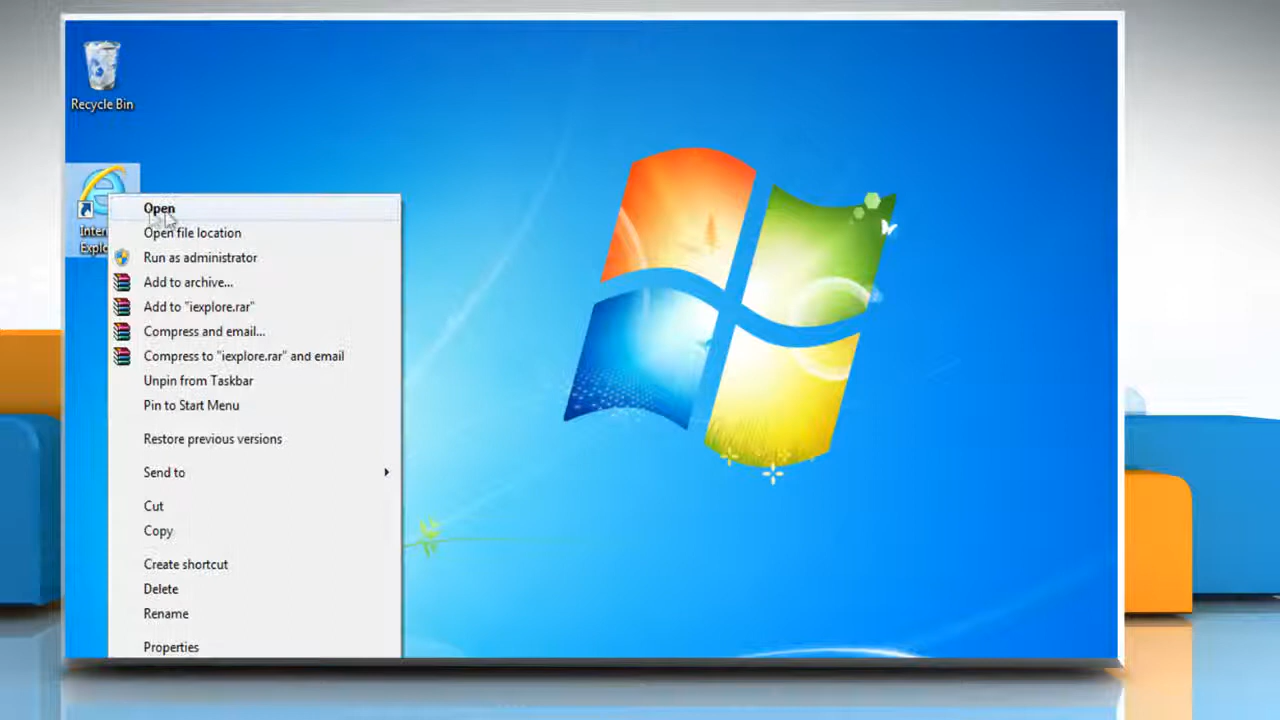 Recycle Bin
Open
Open file location
Run as administrator
Add to archive...
Add to "iexplore.rar"
Compress and email...
Compress to "iexplore.rar" and email
Unpin from Taskbar
Pin to Start Menu
Restore previous versions
Send to
Cut
Copy
Create shortcut
Delete
Rename
Properties